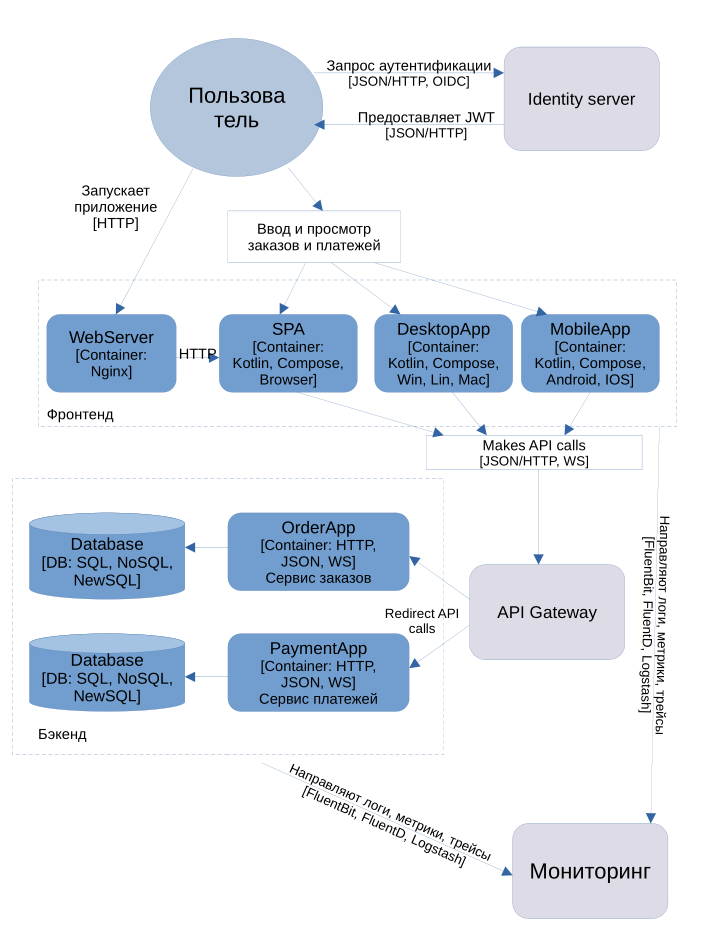 Пользова
тель
Запрос аутентификации
[JSON/HTTP, OIDC]
Предоставляет JWT
[JSON/HTTP]
Identity server
Запускает
приложение
[HTTP]
Ввод и просмотр
заказов и платежей
WebServer
[Container:
Nginx]
HTTP
SPA
[Container:
Kotlin, Compose,
Browser]
DesktopApp
[Container:
Kotlin, Compose,
Win, Lin, Mac]
MobileApp
[Container:
Kotlin, Compose,
Android, IOS]
Фронтенд
Makes API calls
[JSON/HTTP, WS]
Database
[DB: SQL, NoSQL,
NewSQL]
OrderApp
[Container: HTTP,
JSON, WS]
Сервис заказов
API Gateway
Redirect API
calls
Database
[DB: SQL, NoSQL,
NewSQL]
PaymentApp
[Container: HTTP,
JSON, WS]
Сервис платежей
Бэкенд
Направляют логи, метрики, трейсы
[FluentBit, FluentD, Logstash]
Направляют логи, метрики, трейсы
[FluentBit, FluentD, Logstash]
Мониторинг